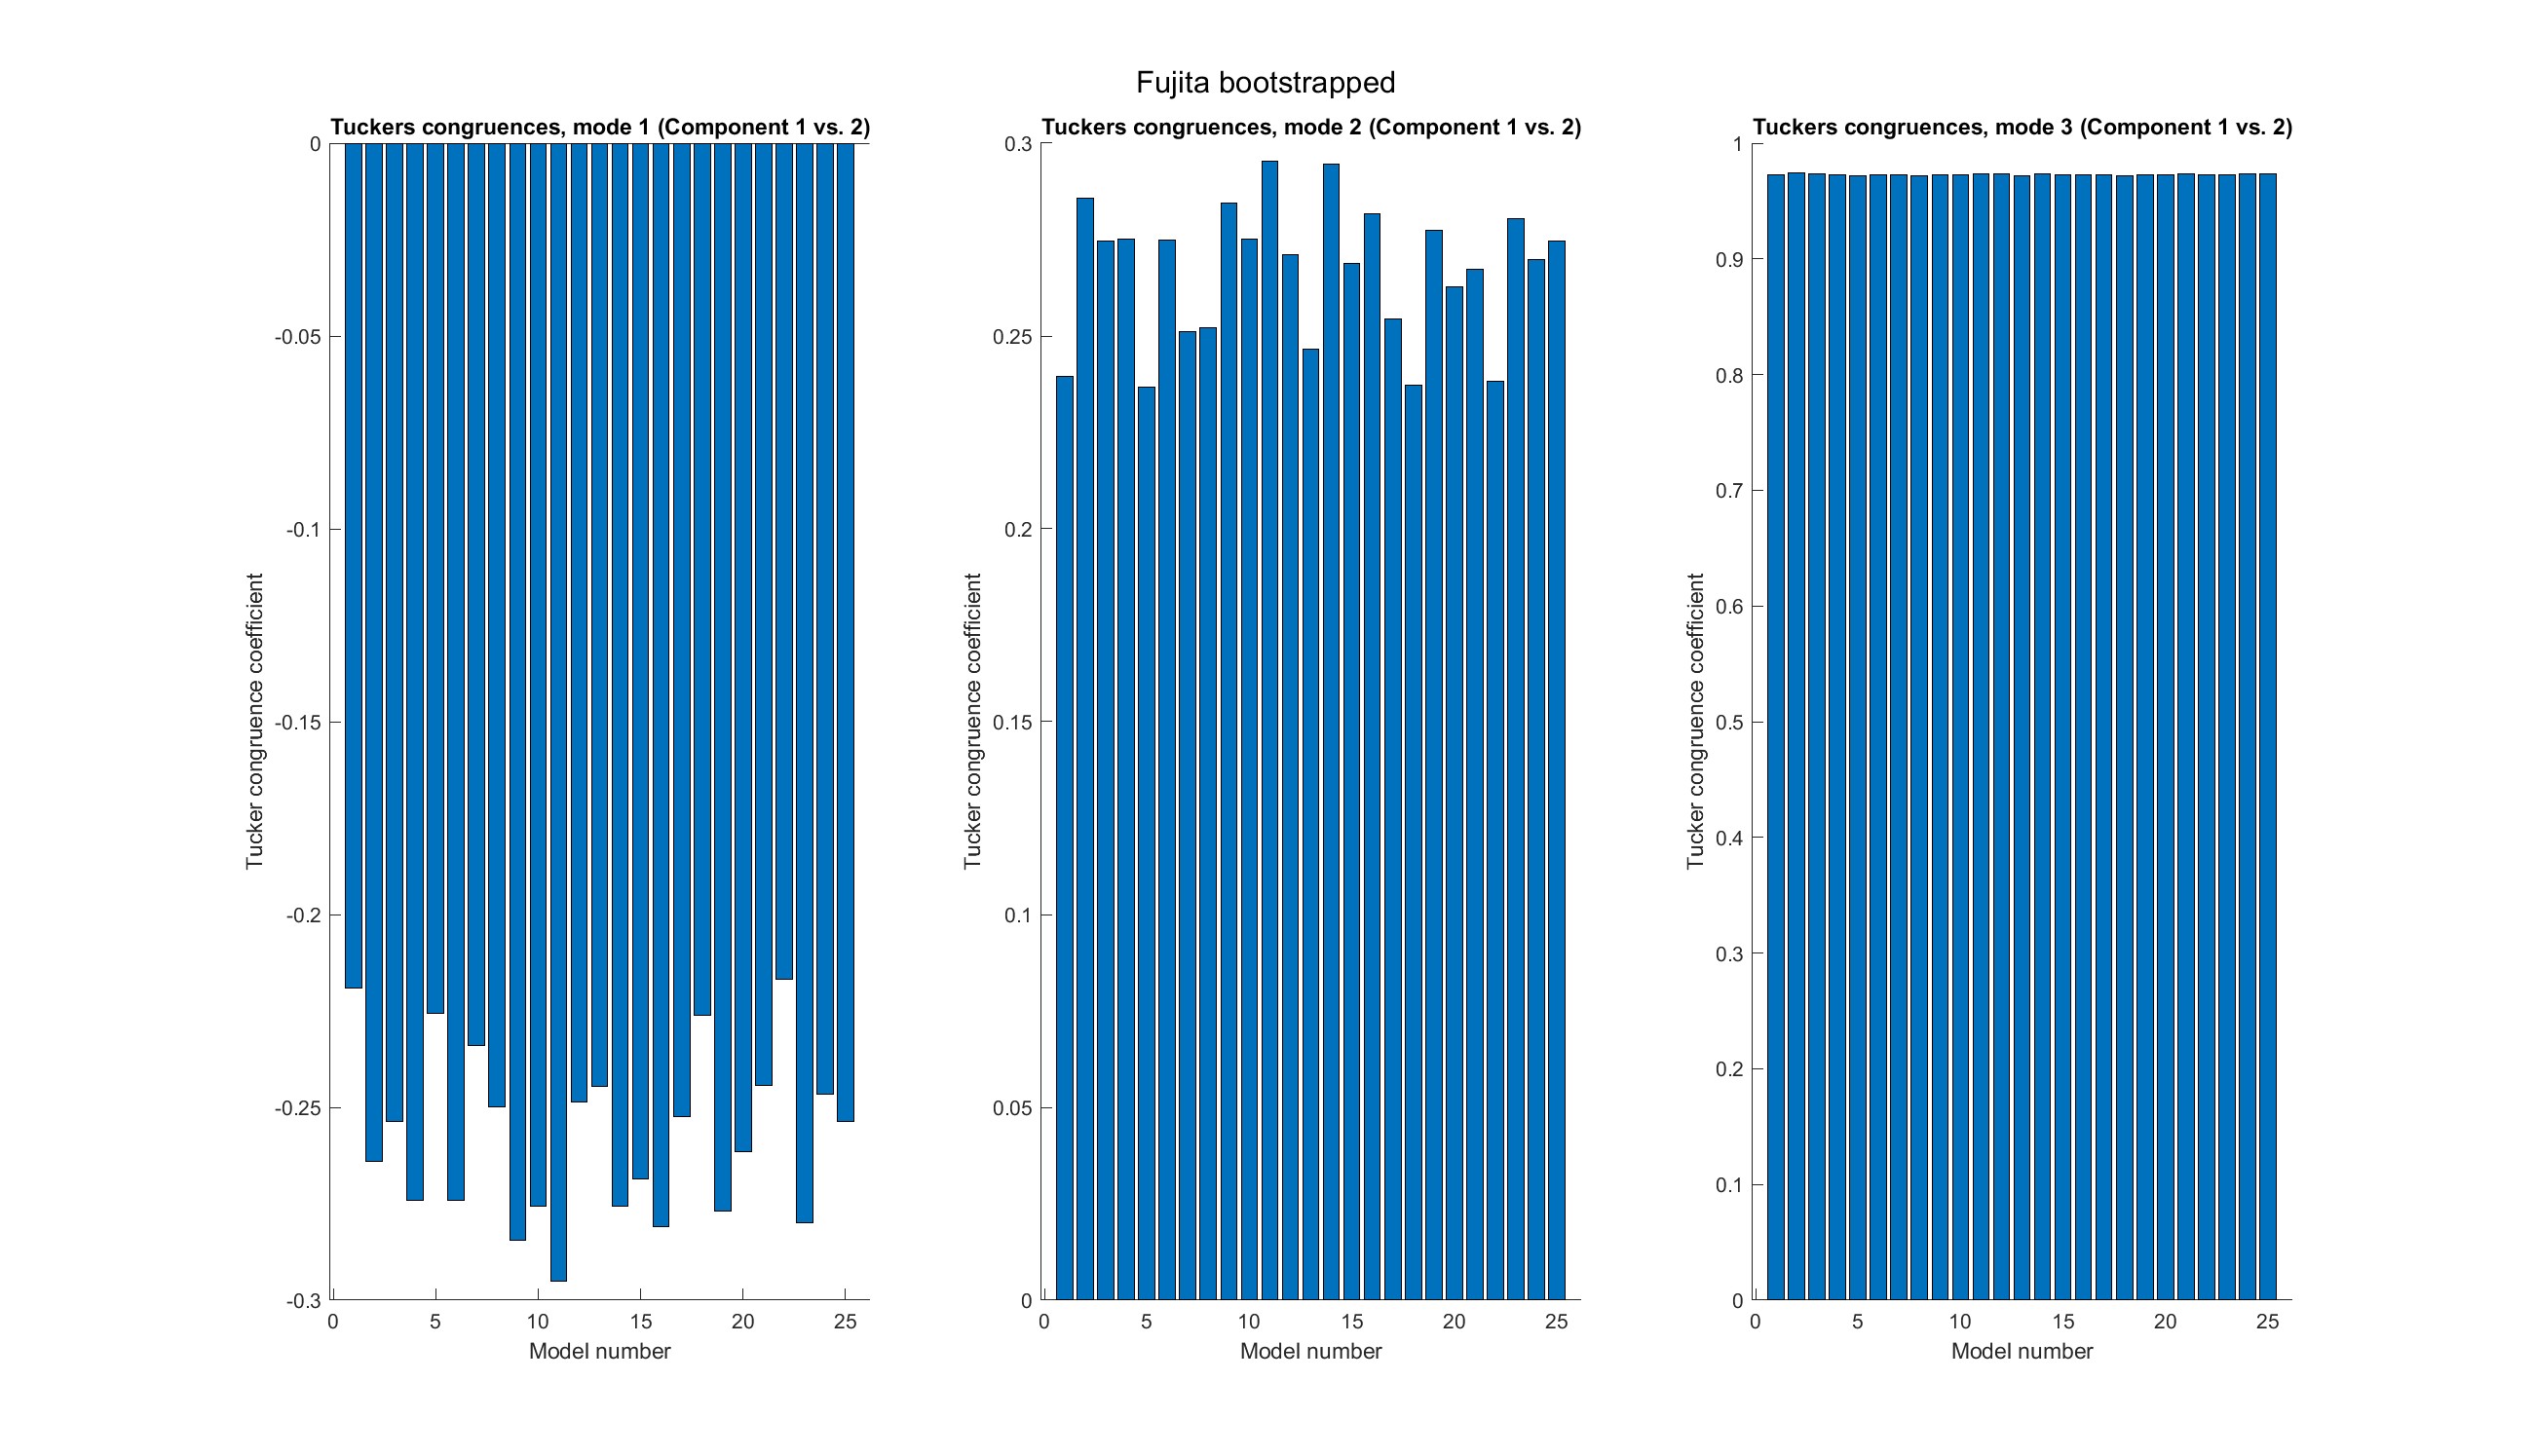 Fujita bootstrapped
Tuckers congruences, mode 1 (Component 1 vs. 2)
0
-0.05
-0.1
-0.15
-0.2
-0.25
-0.3
Tucker congruence coefficient
0 5 10 15 20 25
Model number
Tuckers congruences, mode 2 (Component 1 vs. 2)
0.3
0.25
0.2
0.15
0.1
0.05
0
Tucker congruence coefficient
0 5 10 15 20 25
Model number
Tuckers congruences, mode 3 (Component 1 vs. 2)
1
0.9
0.8
0.7
0.6
0.5
0.4
0.3
0.2
0.1
0
Tucker congruence coefficient
0 5 10 15 20 25
Model number